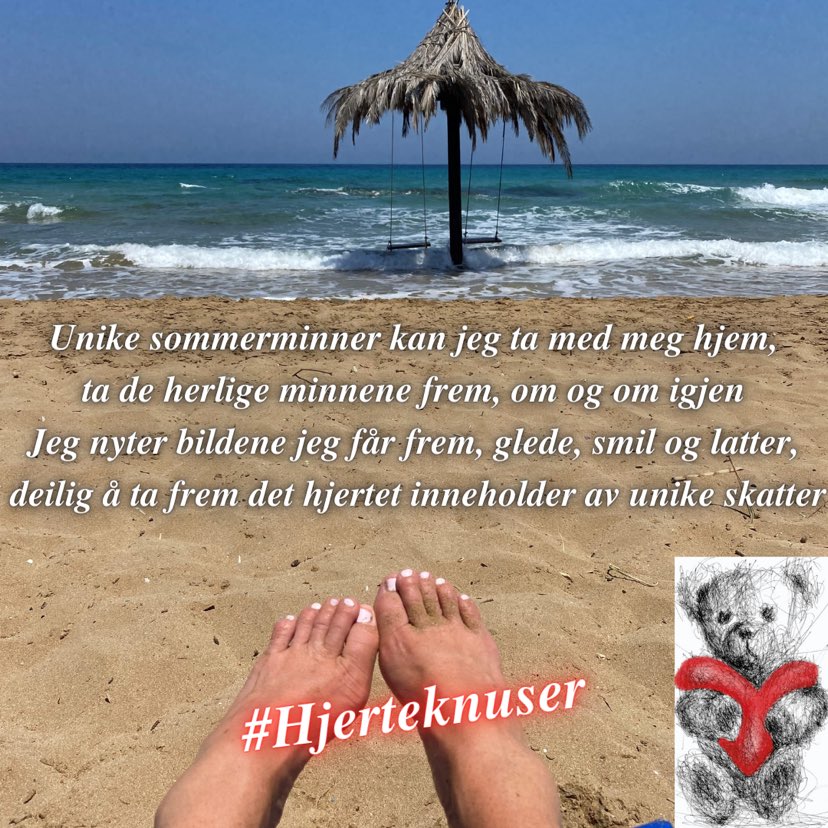 Unike sommerminner kan jeg ta med meg hjem,
ta de herlige minnene frem, om og om igjen
Jeg nyter bildene jeg får frem, glede, smil og latter,
deilig å ta frem det hjertet inneholder av unike skatter
#Hjerteknuser